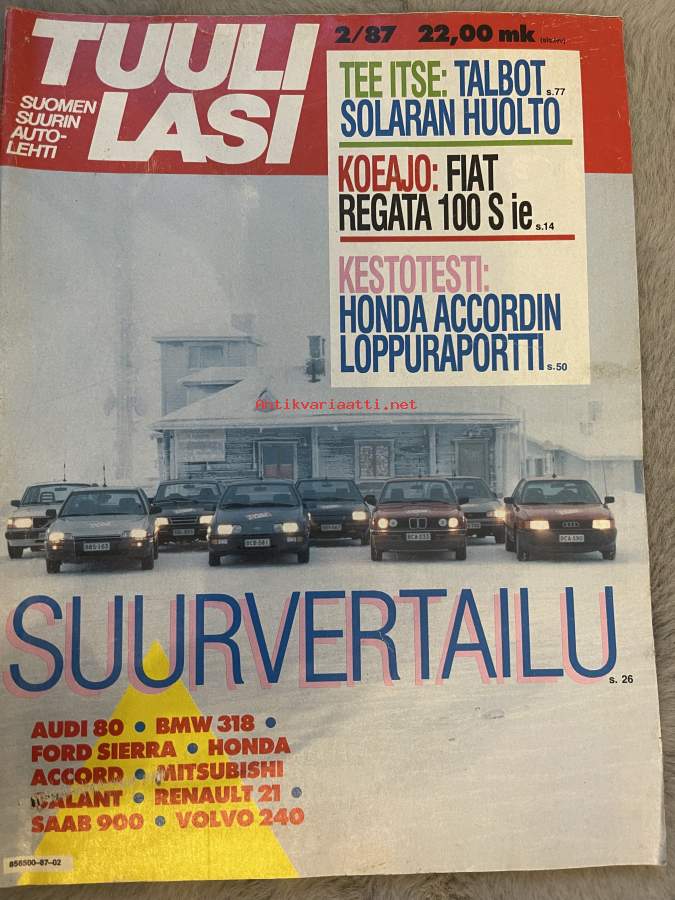 TUULI
LASI
SUOMEN
SUURIN
AUTO-
LEHTI
2/87 22,00 mk
TEE ITSE: TALBOT s.77
SOLARAN HUOLTO
KOEAJO: FIAT
REGATA 100 S ie s.14
KESTOTESTI:
HONDA ACCORDIN
LOPPURAPORTTI s.50
Antikvariaatti.net
SUURVERTAILU
s. 26
AUDI 80 • BMW 318 •
FORD SIERRA • HONDA
ACCORD • MITSUBISHI
GALANT • RENAULT 21 •
SAAB 900 • VOLVO 240
856500-87-02